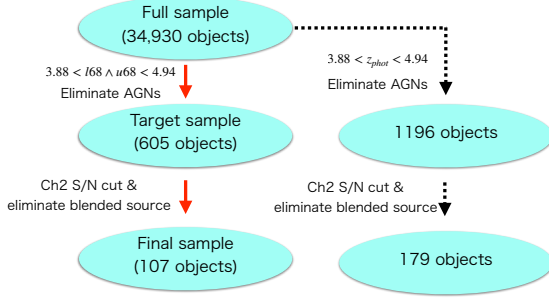 Full sample
(34,930 objects)
3.88 < l68 ∧ u68 < 4.94
Eliminate AGNs
3.88 < z_phot < 4.94
Eliminate AGNs
Target sample
(605 objects)
1196 objects
Ch2 S/N cut &
eliminate blended source
Ch2 S/N cut &
eliminate blended source
Final sample
(107 objects)
179 objects